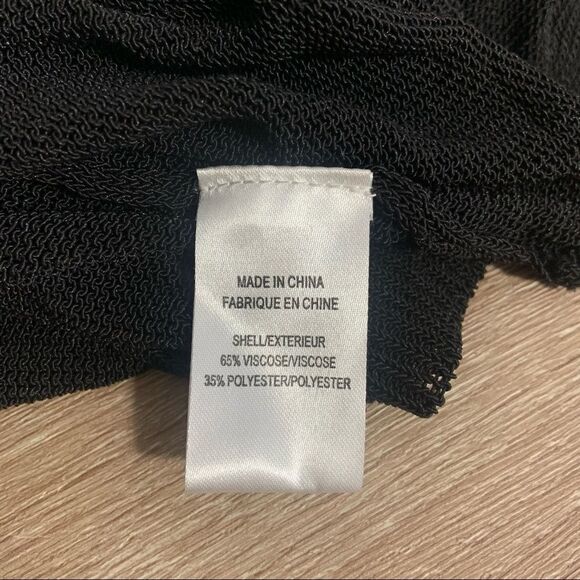 MADE IN CHINA
FABRIQUE EN CHINE
SHELL/EXTERIEUR
65% VISCOSE/VISCOSE
35% POLYESTER/POLYESTER